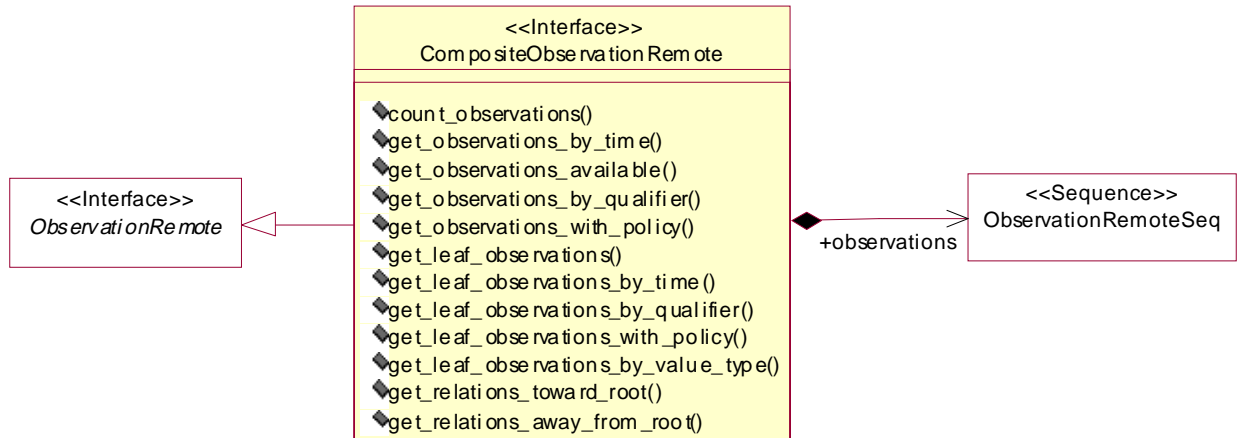 <<Interface>>
CompositeObservationRemote
count_observations()
get_observations_by_time()
get_observations_available()
get_observations_by_qualifier()
get_observations_with_policy()
get_leaf_observations()
get_leaf_observations_by_time()
get_leaf_observations_by_qualifier()
get_leaf_observations_with_policy()
get_leaf_observations_by_value_type()
get_relations_toward_root()
get_relations_away_from_root()
<<Interface>>
ObservationRemote
+observations
<<Sequence>>
ObservationRemoteSeq